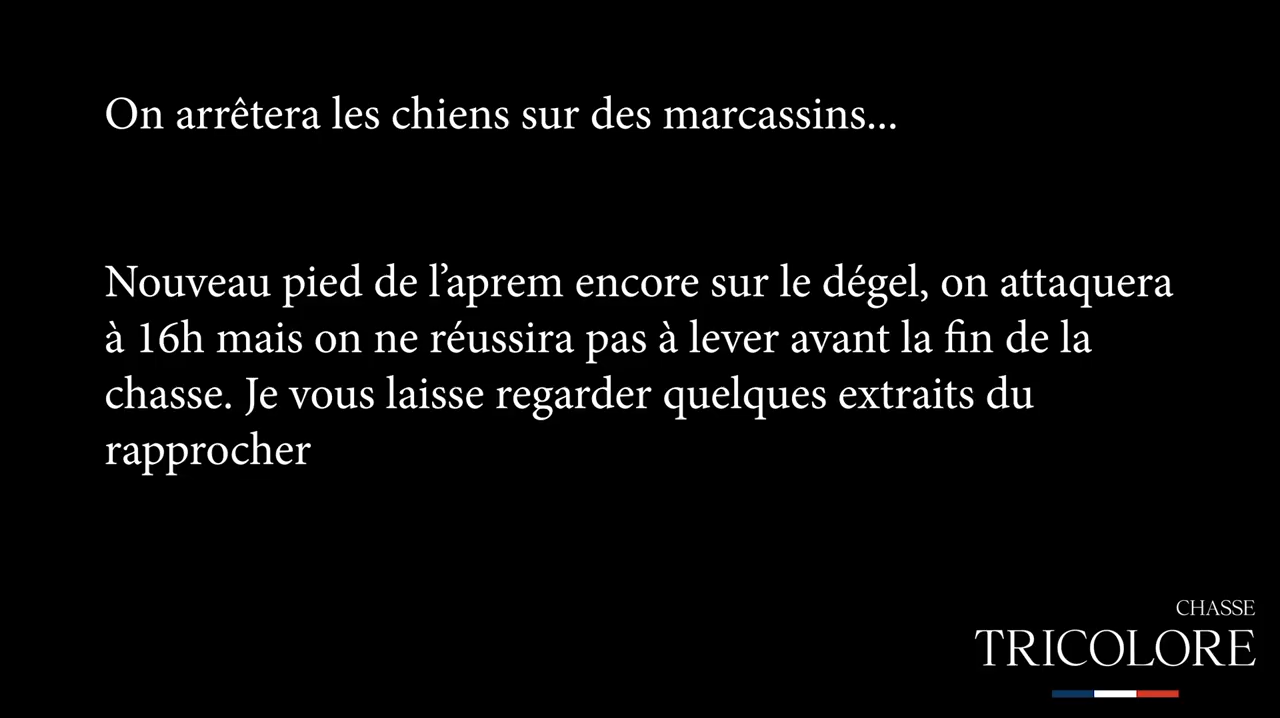 On arrêtera les chiens sur des marcassins...
Nouveau pied de l’aprem encore sur le dégel, on attaquera
à 16h mais on ne réussira pas à lever avant la fin de la
chasse. Je vous laisse regarder quelques extraits du
rapprocher
CHASSE
TRICOLORE